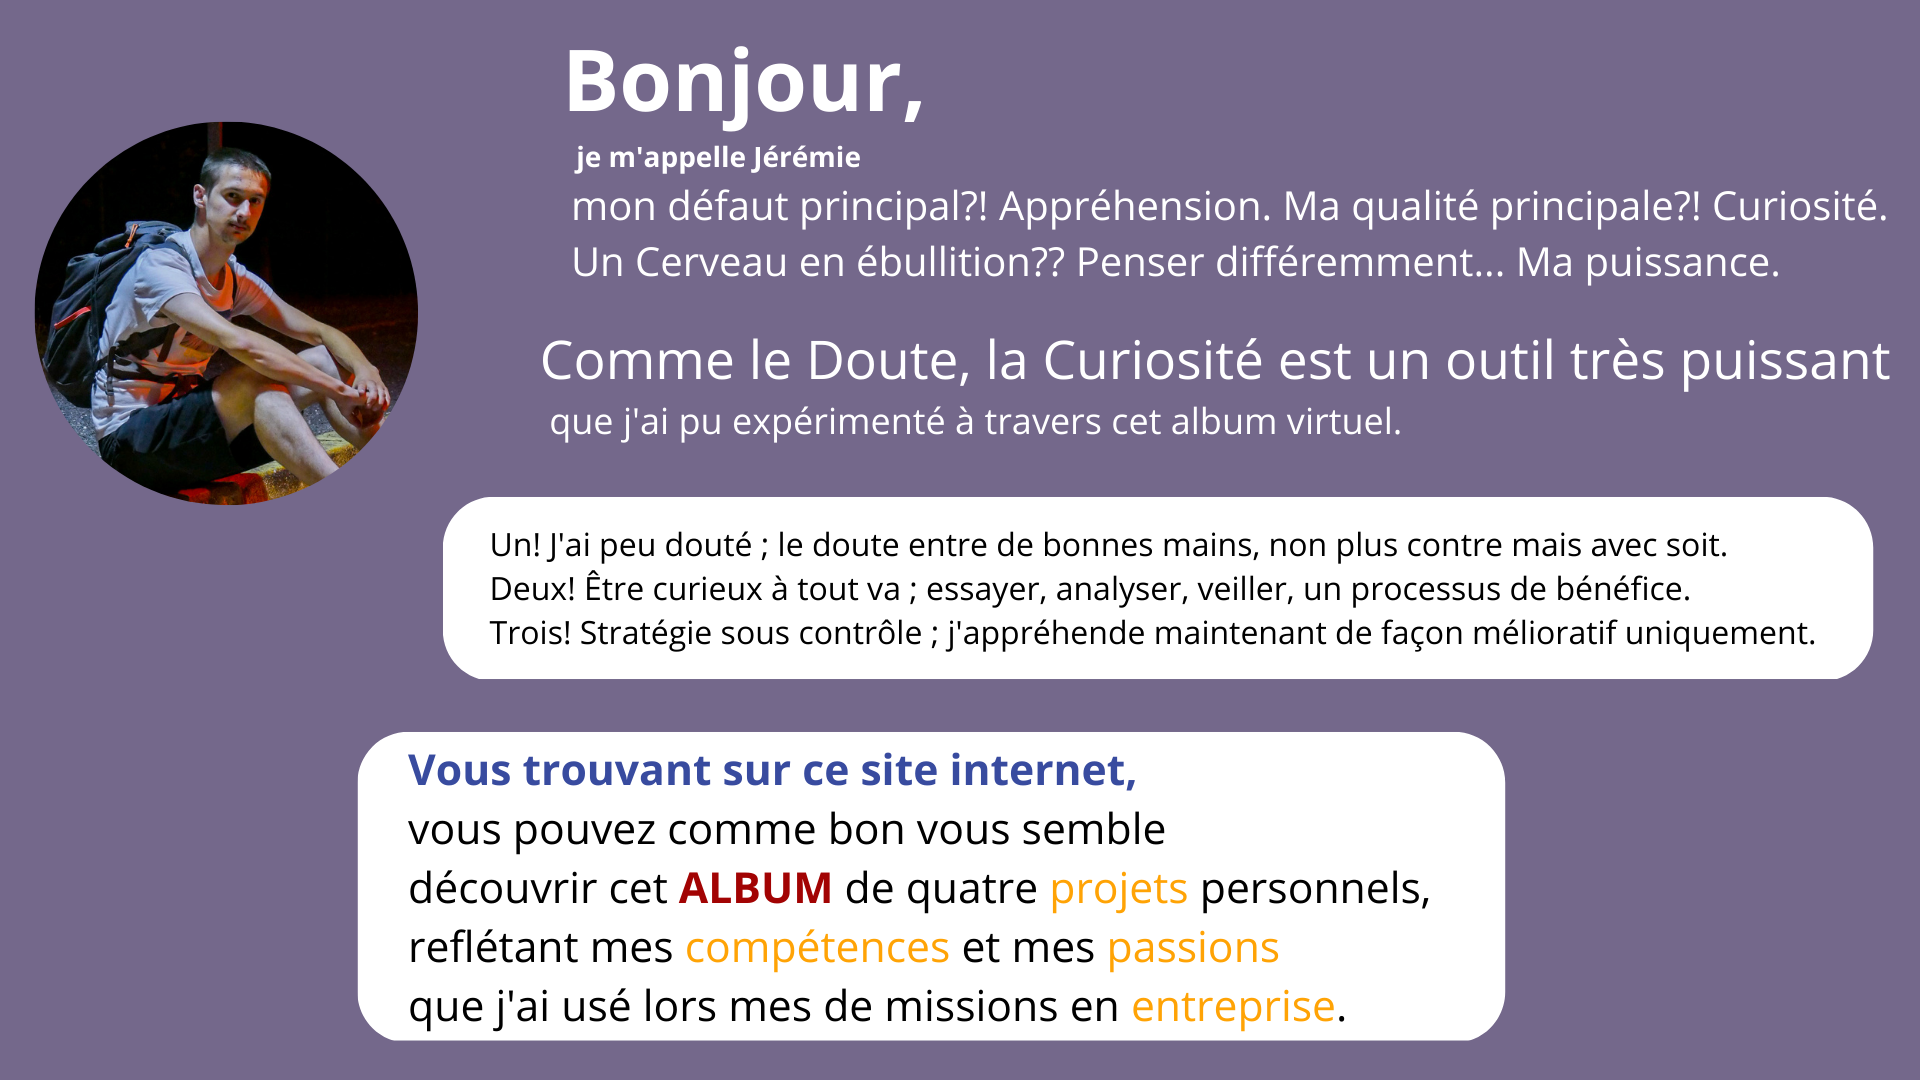 Bonjour,
je m'appelle Jérémie
mon défaut principal?! Appréhension. Ma qualité principale?! Curiosité.
Un Cerveau en ébullition?? Penser différemment... Ma puissance.
Comme le Doute, la Curiosité est un outil très puissant
que j'ai pu expérimenté à travers cet album virtuel.
Un! J'ai peu douté ; le doute entre de bonnes mains, non plus contre mais avec soit.
Deux! Être curieux à tout va ; essayer, analyser, veiller, un processus de bénéfice.
Trois! Stratégie sous contrôle ; j'appréhende maintenant de façon mélioratif uniquement.
Vous trouvant sur ce site internet,
vous pouvez comme bon vous semble
découvrir cet ALBUM de quatre projets personnels,
reflétant mes compétences et mes passions
que j'ai usé lors mes de missions en entreprise.